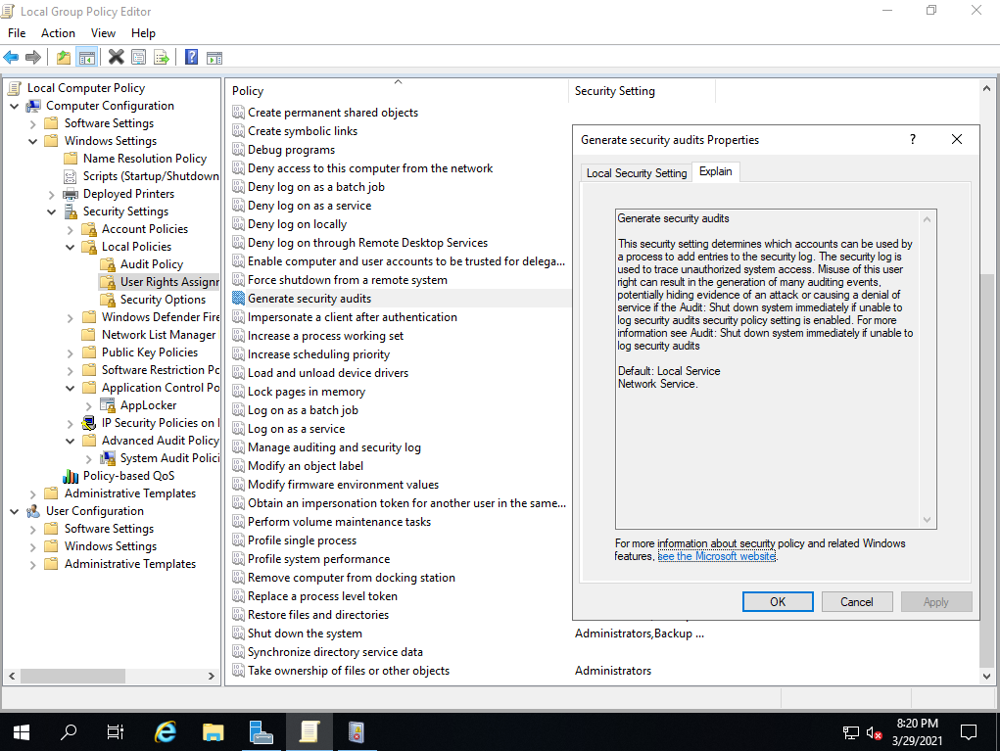 Local Group Policy Editor
File Action View Help
Local Computer Policy
Computer Configuration
Software Settings
Windows Settings
Name Resolution Policy
Scripts (Startup/Shutdown
Deployed Printers
Security Settings
Account Policies
Local Policies
Audit Policy
User Rights Assignr
Security Options
Windows Defender Fire
Network List Manager
Public Key Policies
Software Restriction Po
Application Control Po
AppLocker
IP Security Policies on
Advanced Audit Policy
System Audit Polici
Policy-based QoS
Administrative Templates
User Configuration
Software Settings
Windows Settings
Administrative Templates
Policy Security Setting
Create permanent shared objects
Create symbolic links
Debug programs
Deny access to this computer from the network
Deny log on as a batch job
Deny log on as a service
Deny log on locally
Deny log on through Remote Desktop Services
Enable computer and user accounts to be trusted for delega...
Force shutdown from a remote system
Generate security audits
Impersonate a client after authentication
Increase a process working set
Increase scheduling priority
Load and unload device drivers
Lock pages in memory
Log on as a batch job
Log on as a service
Manage auditing and security log
Modify an object label
Modify firmware environment values
Obtain an impersonation token for another user in the same...
Perform volume maintenance tasks
Profile single process
Profile system performance
Remove computer from docking station
Replace a process level token
Restore files and directories
Shut down the system Administrators,Backup ...
Synchronize directory service data
Take ownership of files or other objects Administrators
Generate security audits Properties ?
Local Security Setting Explain
Generate security audits
This security setting determines which accounts can be used by
a process to add entries to the security log. The security log is
used to trace unauthorized system access. Misuse of this user
right can result in the generation of many auditing events,
potentially hiding evidence of an attack or causing a denial of
service if the Audit: Shut down system immediately if unable to
log security audits security policy setting is enabled. For more
information see Audit: Shut down system immediately if unable to
log security audits
Default: Local Service
Network Service.
For more information about security policy and related Windows
features, see the Microsoft website.
OK Cancel Apply
8:20 PM
3/29/2021